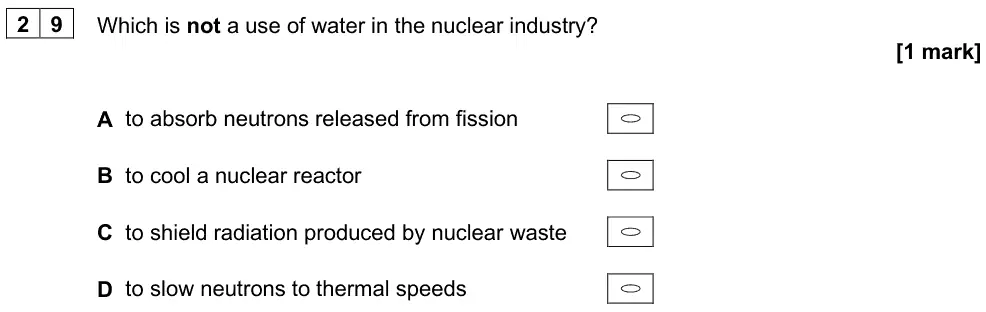 2 9 Which is not a use of water in the nuclear industry?
[1 mark]
A to absorb neutrons released from fission
B to cool a nuclear reactor
C to shield radiation produced by nuclear waste
D to slow neutrons to thermal speeds